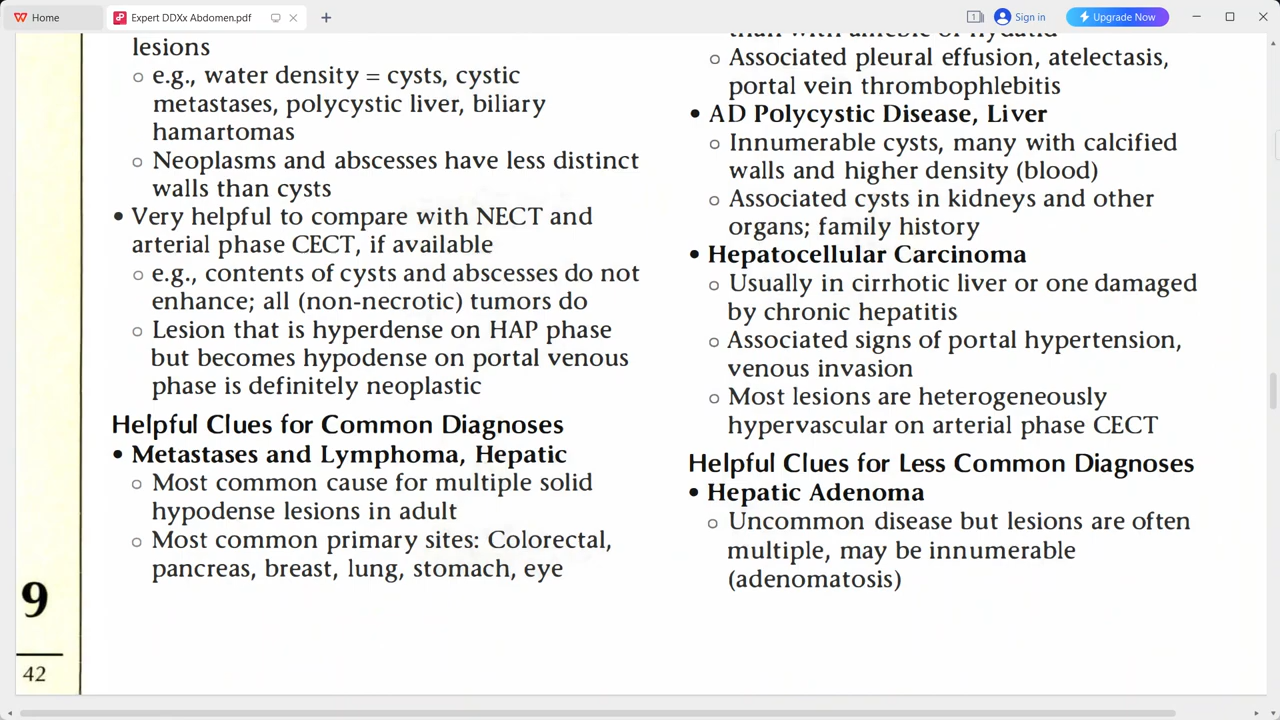 Home
Expert DDXx Abdomen.pdf
1
Sign in
Upgrade Now
lesions
e.g., water density = cysts, cystic
metastases, polycystic liver, biliary
hamartomas
Neoplasms and abscesses have less distinct
walls than cysts
• Very helpful to compare with NECT and
arterial phase CECT, if available
e.g., contents of cysts and abscesses do not
enhance; all (non-necrotic) tumors do
Lesion that is hyperdense on HAP phase
but becomes hypodense on portal venous
phase is definitely neoplastic
Helpful Clues for Common Diagnoses
• Metastases and Lymphoma, Hepatic
Most common cause for multiple solid
hypodense lesions in adult
Most common primary sites: Colorectal,
pancreas, breast, lung, stomach, eye
than with amebic or hydatid
Associated pleural effusion, atelectasis,
portal vein thrombophlebitis
• AD Polycystic Disease, Liver
Innumerable cysts, many with calcified
walls and higher density (blood)
Associated cysts in kidneys and other
organs; family history
• Hepatocellular Carcinoma
Usually in cirrhotic liver or one damaged
by chronic hepatitis
Associated signs of portal hypertension,
venous invasion
Most lesions are heterogeneously
hypervascular on arterial phase CECT
Helpful Clues for Less Common Diagnoses
• Hepatic Adenoma
Uncommon disease but lesions are often
multiple, may be innumerable
(adenomatosis)
9
42